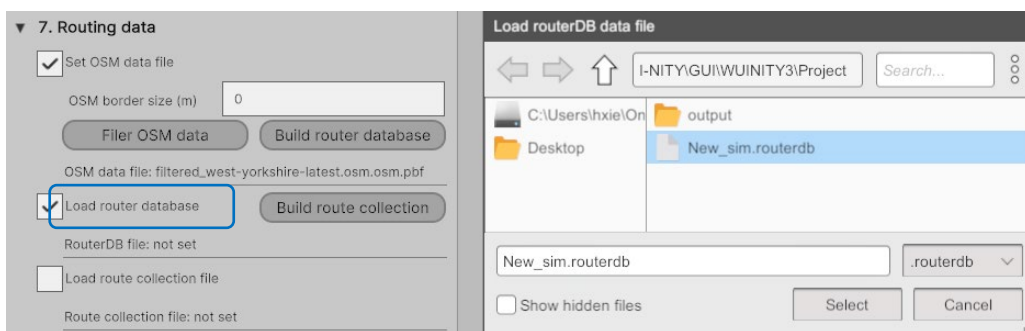 ▼ 7. Routing data
Set OSM data file
OSM border size (m) 0
Filer OSM data Build router database
OSM data file: filtered_west-yorkshire-latest.osm.osm.pbf
Load router database Build route collection
RouterDB file: not set
Load route collection file
Route collection file: not set
Load routerDB data file
I-NITY\GUI\WUINITY3\Project Search...
C:\Users\hxie\On output
Desktop New_sim.routerdb
New_sim.routerdb .routerdb
Show hidden files Select Cancel